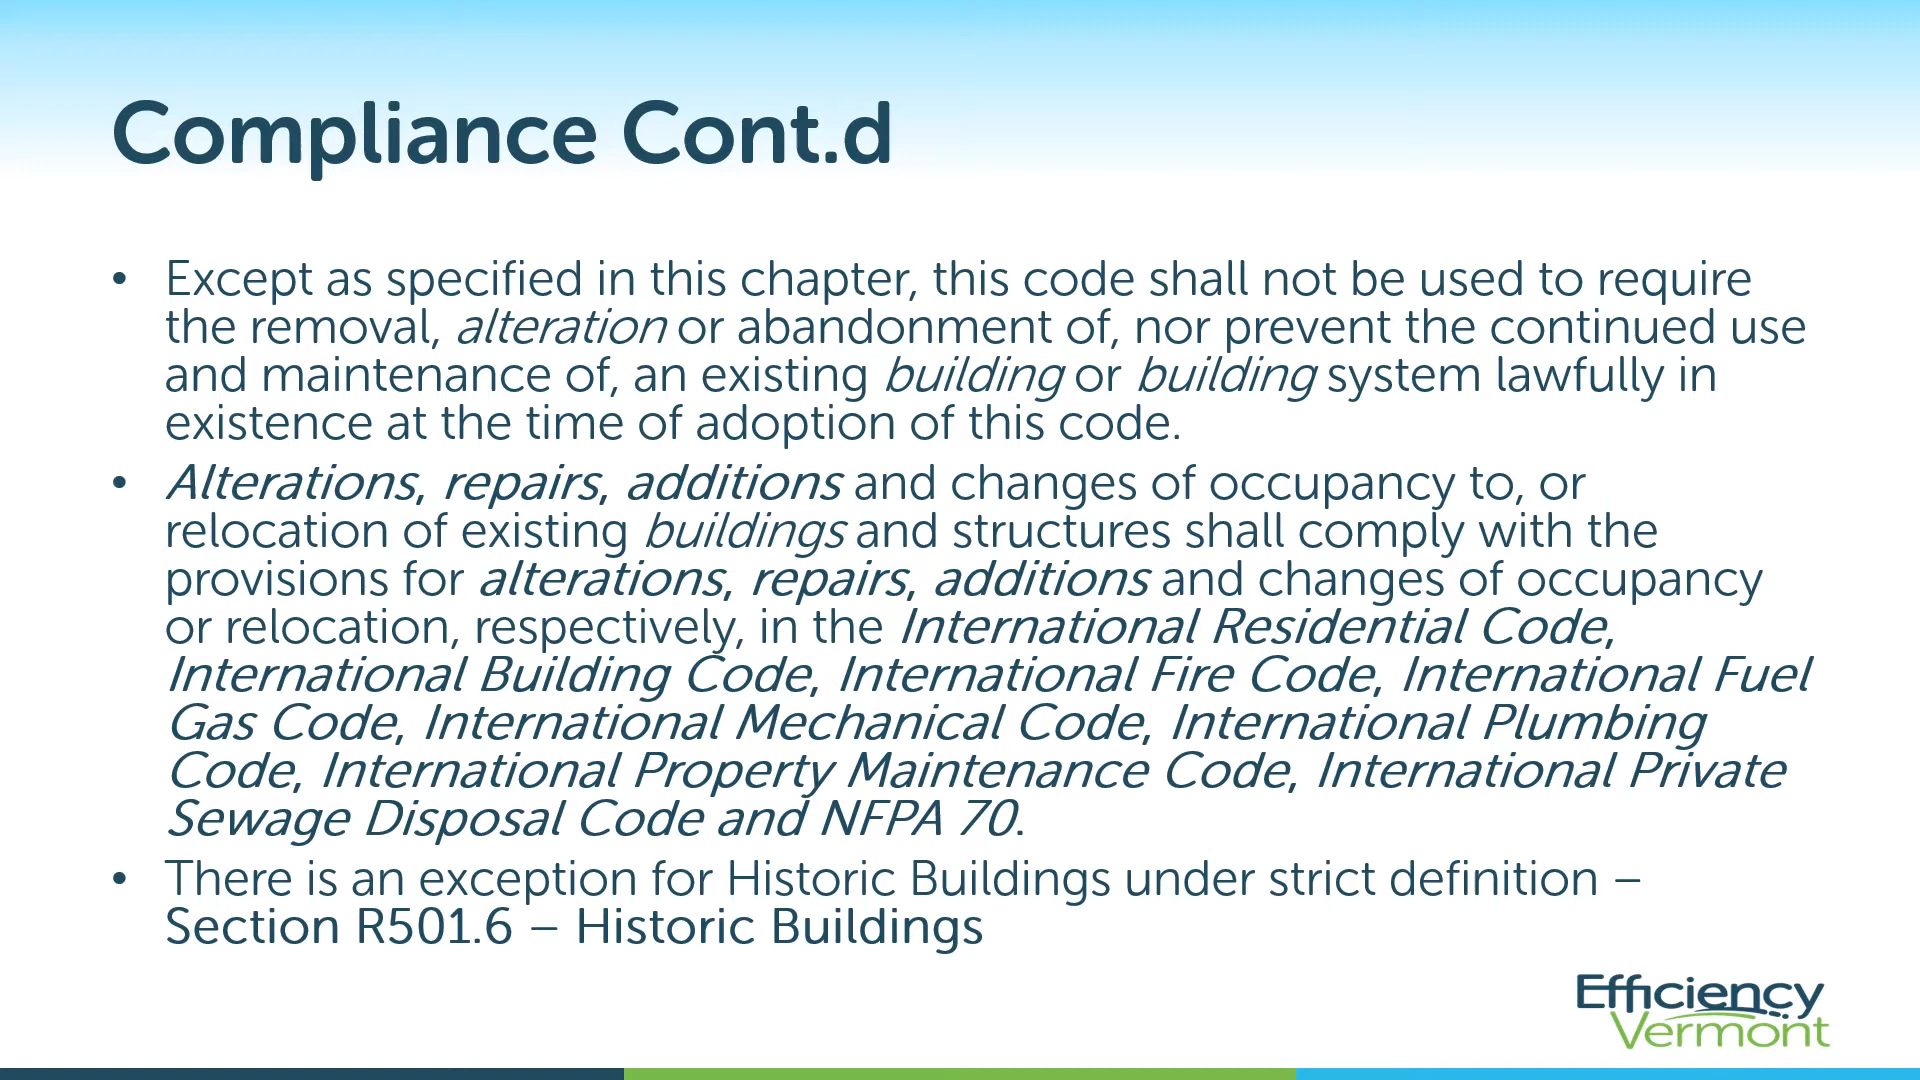 Compliance Cont.d
• Except as specified in this chapter, this code shall not be used to require
the removal, alteration or abandonment of, nor prevent the continued use
and maintenance of, an existing building or building system lawfully in
existence at the time of adoption of this code.
• Alterations, repairs, additions and changes of occupancy to, or
relocation of existing buildings and structures shall comply with the
provisions for alterations, repairs, additions and changes of occupancy
or relocation, respectively, in the International Residential Code,
International Building Code, International Fire Code, International Fuel
Gas Code, International Mechanical Code, International Plumbing
Code, International Property Maintenance Code, International Private
Sewage Disposal Code and NFPA 70.
• There is an exception for Historic Buildings under strict definition –
Section R501.6 – Historic Buildings
Efficiency
Vermont